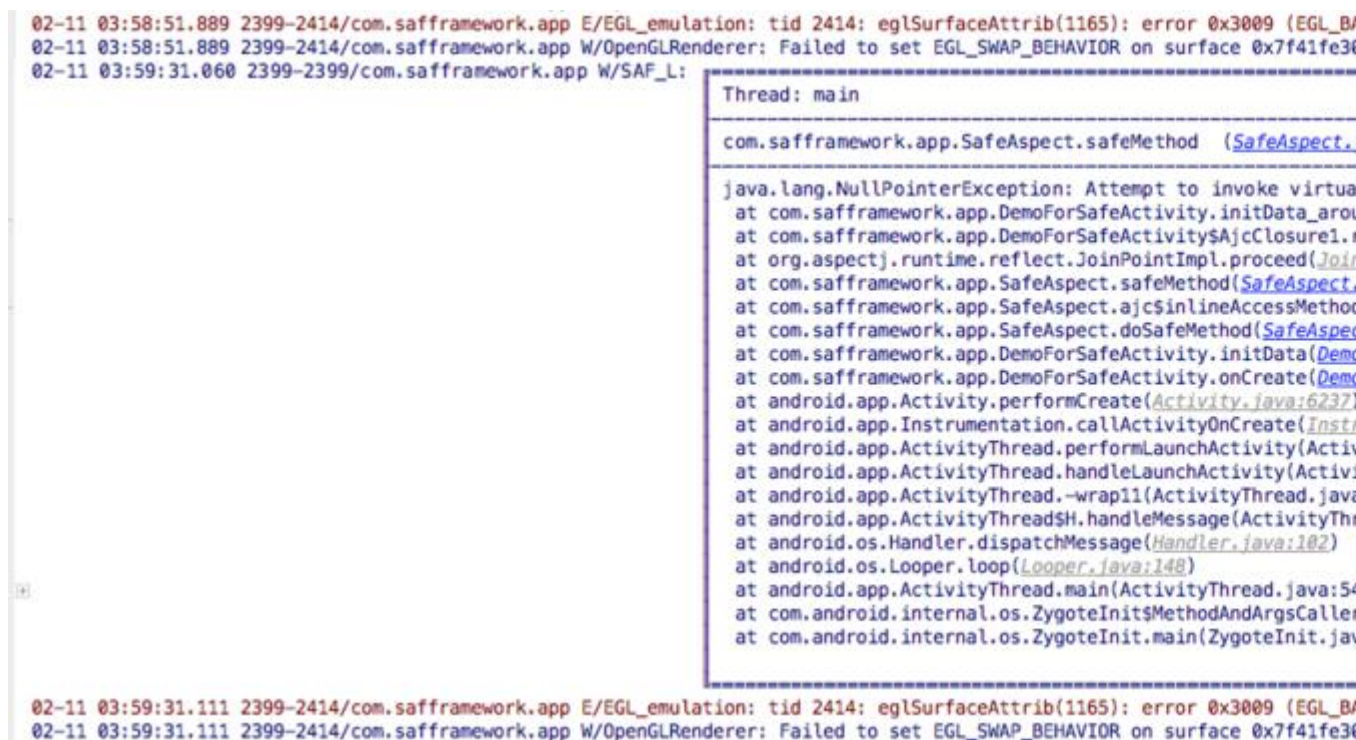 02-11 03:58:51.889 2399-2414/com.safframework.app E/EGL_emulation: tid 2414: eglSurfaceAttrib(1165): error 0x3009 (EGL_BA
02-11 03:58:51.889 2399-2414/com.safframework.app W/OpenGLRenderer: Failed to set EGL_SWAP_BEHAVIOR on surface 0x7f41fe30
02-11 03:59:31.060 2399-2399/com.safframework.app W/SAF_L:
Thread: main
com.safframework.app.SafeAspect.safeMethod (SafeAspect.
java.lang.NullPointerException: Attempt to invoke virtua
at com.safframework.app.DemoForSafeActivity.initData_arou
at com.safframework.app.DemoForSafeActivity$AjcClosure1.r
at org.aspectj.runtime.reflect.JoinPointImpl.proceed(Join
at com.safframework.app.SafeAspect.safeMethod(SafeAspect.
at com.safframework.app.SafeAspect.ajc$inlineAccessMethod
at com.safframework.app.SafeAspect.doSafeMethod(SafeAspec
at com.safframework.app.DemoForSafeActivity.initData(Demo
at com.safframework.app.DemoForSafeActivity.onCreate(Demo
at android.app.Activity.performCreate(Activity.java:6237)
at android.app.Instrumentation.callActivityOnCreate(Instr
at android.app.ActivityThread.performLaunchActivity(Activ
at android.app.ActivityThread.handleLaunchActivity(Activi
at android.app.ActivityThread.-wrap11(ActivityThread.java
at android.app.ActivityThread$H.handleMessage(ActivityThr
at android.os.Handler.dispatchMessage(Handler.java:102)
at android.os.Looper.loop(Looper.java:148)
at android.app.ActivityThread.main(ActivityThread.java:54
at com.android.internal.os.ZygoteInit$MethodAndArgsCaller
at com.android.internal.os.ZygoteInit.main(ZygoteInit.jav
02-11 03:59:31.111 2399-2414/com.safframework.app E/EGL_emulation: tid 2414: eglSurfaceAttrib(1165): error 0x3009 (EGL_BA
02-11 03:59:31.111 2399-2414/com.safframework.app W/OpenGLRenderer: Failed to set EGL_SWAP_BEHAVIOR on surface 0x7f41fe30